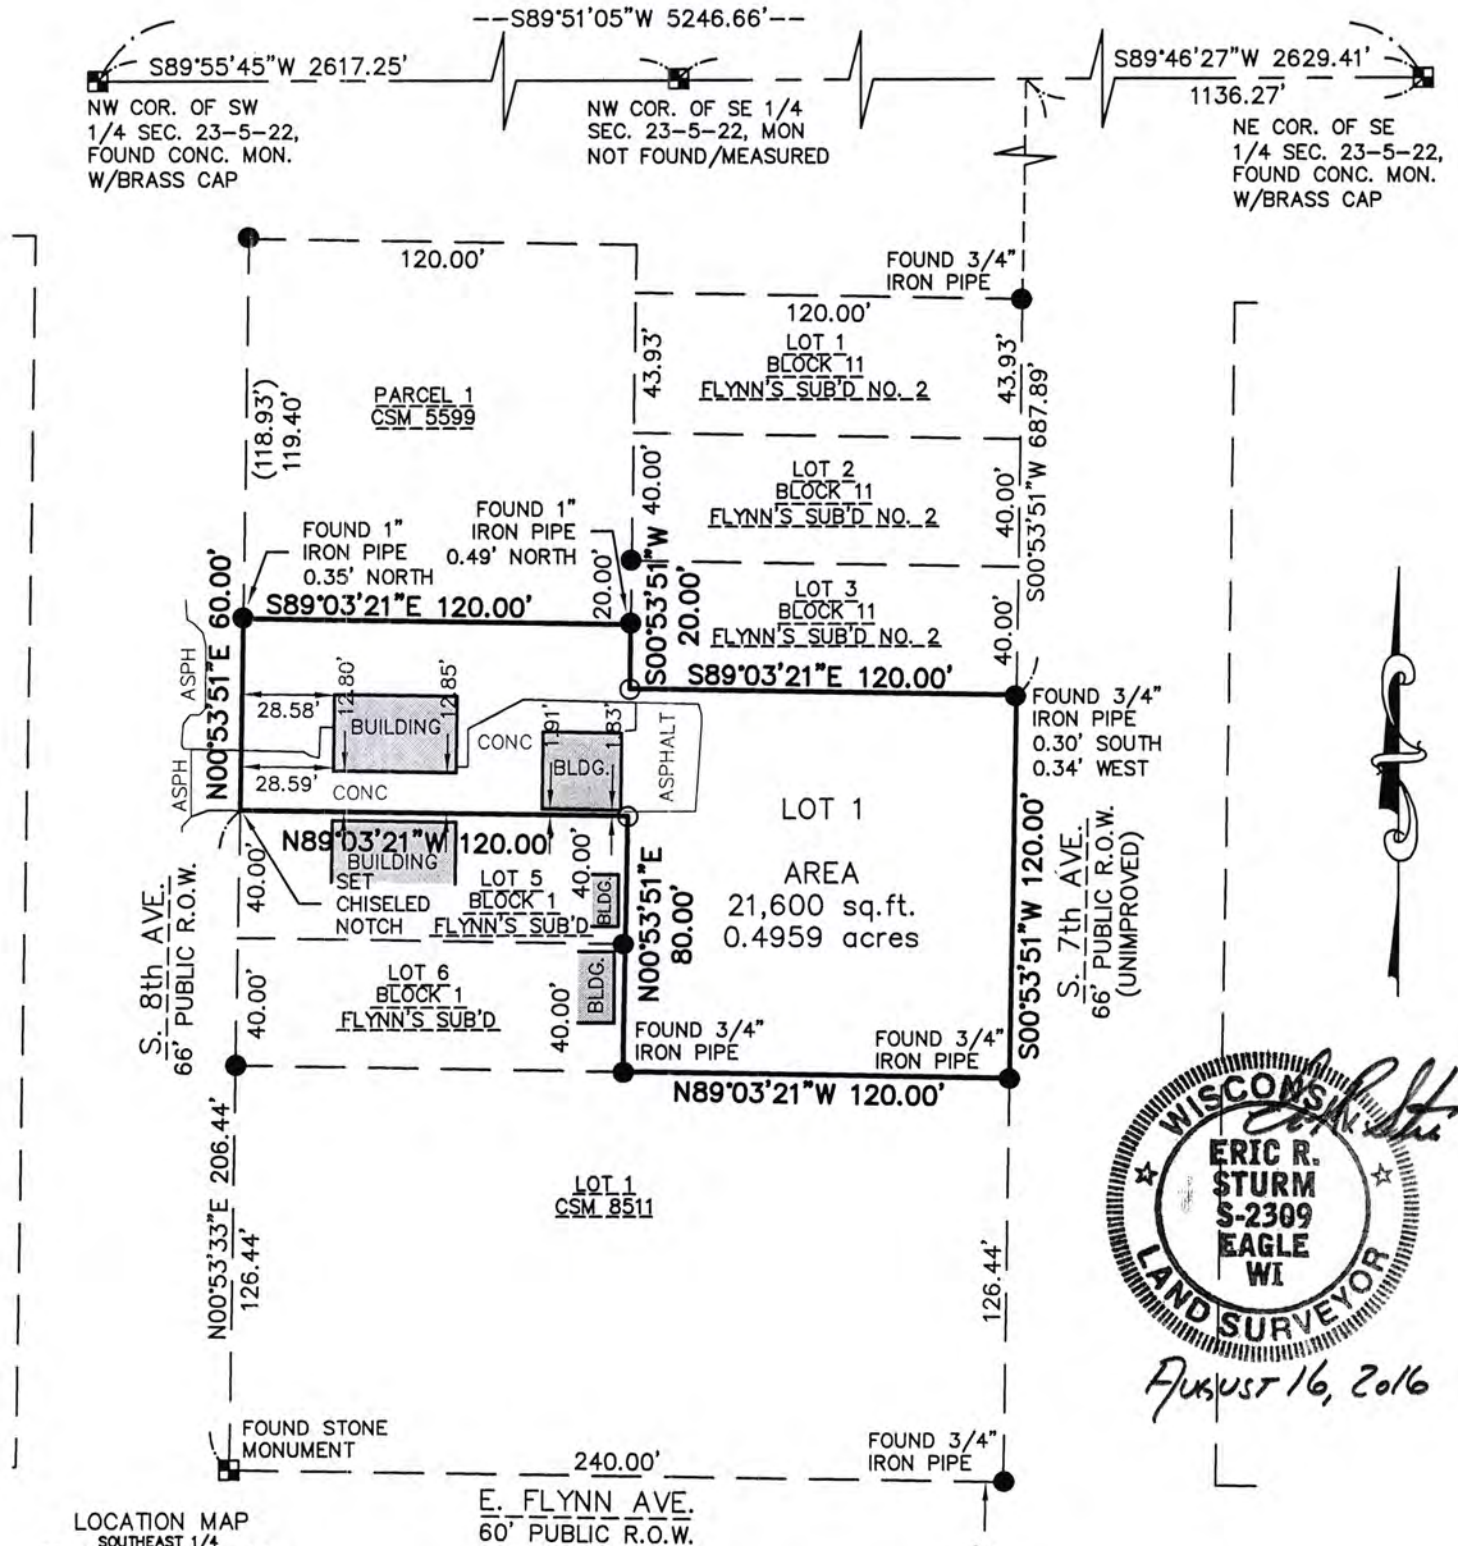 --S89°51'05"W 5246.66'--
S89°55'45"W 2617.25'
S89°46'27"W 2629.41'
1136.27'
NW COR. OF SW
1/4 SEC. 23-5-22,
FOUND CONC. MON.
W/BRASS CAP
NW COR. OF SE 1/4
SEC. 23-5-22, MON
NOT FOUND/MEASURED
NE COR. OF SE
1/4 SEC. 23-5-22,
FOUND CONC. MON.
W/BRASS CAP
120.00'
FOUND 3/4"
IRON PIPE
120.00'
LOT 1
BLOCK 11
FLYNN'S SUB'D NO. 2
43.93'
43.93'
S00°53'51"W 687.89'
PARCEL 1
CSM 5599
(118.93')
119.40'
LOT 2
BLOCK 11
FLYNN'S SUB'D NO. 2
40.00'
40.00'
FOUND 1"
IRON PIPE
0.35' NORTH
FOUND 1"
IRON PIPE
0.49' NORTH
LOT 3
BLOCK 11
FLYNN'S SUB'D NO. 2
40.00'
20.00'
S00°53'51"W
20.00'
S89°03'21"E 120.00'
S89°03'21"E 120.00'
N00°53'51"E 60.00'
ASPH
ASPH
28.58'
28.59'
12.80'
12.85'
BUILDING
CONC
CONC
1.91'
1.83'
BLDG.
ASPHALT
FOUND 3/4"
IRON PIPE
0.30' SOUTH
0.34' WEST
LOT 1
AREA
21,600 sq.ft.
0.4959 acres
N89°03'21"W 120.00'
BUILDING
SET
CHISELED
NOTCH
LOT 5
BLOCK 1
FLYNN'S SUB'D
40.00'
40.00'
BLDG.
N00°53'51"E
80.00'
S00°53'51"W 120.00'
S. 7th AVE.
66' PUBLIC R.O.W.
(UNIMPROVED)
S. 8th AVE.
66' PUBLIC R.O.W.
LOT 6
BLOCK 1
FLYNN'S SUB'D
40.00'
40.00'
BLDG.
FOUND 3/4"
IRON PIPE
FOUND 3/4"
IRON PIPE
N89°03'21"W 120.00'
LOT 1
CSM 8511
N00°53'33"E 206.44'
126.44'
126.44'
WISCONSIN
ERIC R.
STURM
S-2309
EAGLE
WI
LAND SURVEYOR
AUGUST 16, 2016
FOUND STONE
MONUMENT
FOUND 3/4"
IRON PIPE
240.00'
E. FLYNN AVE.
60' PUBLIC R.O.W.
LOCATION MAP
SOUTHEAST 1/4